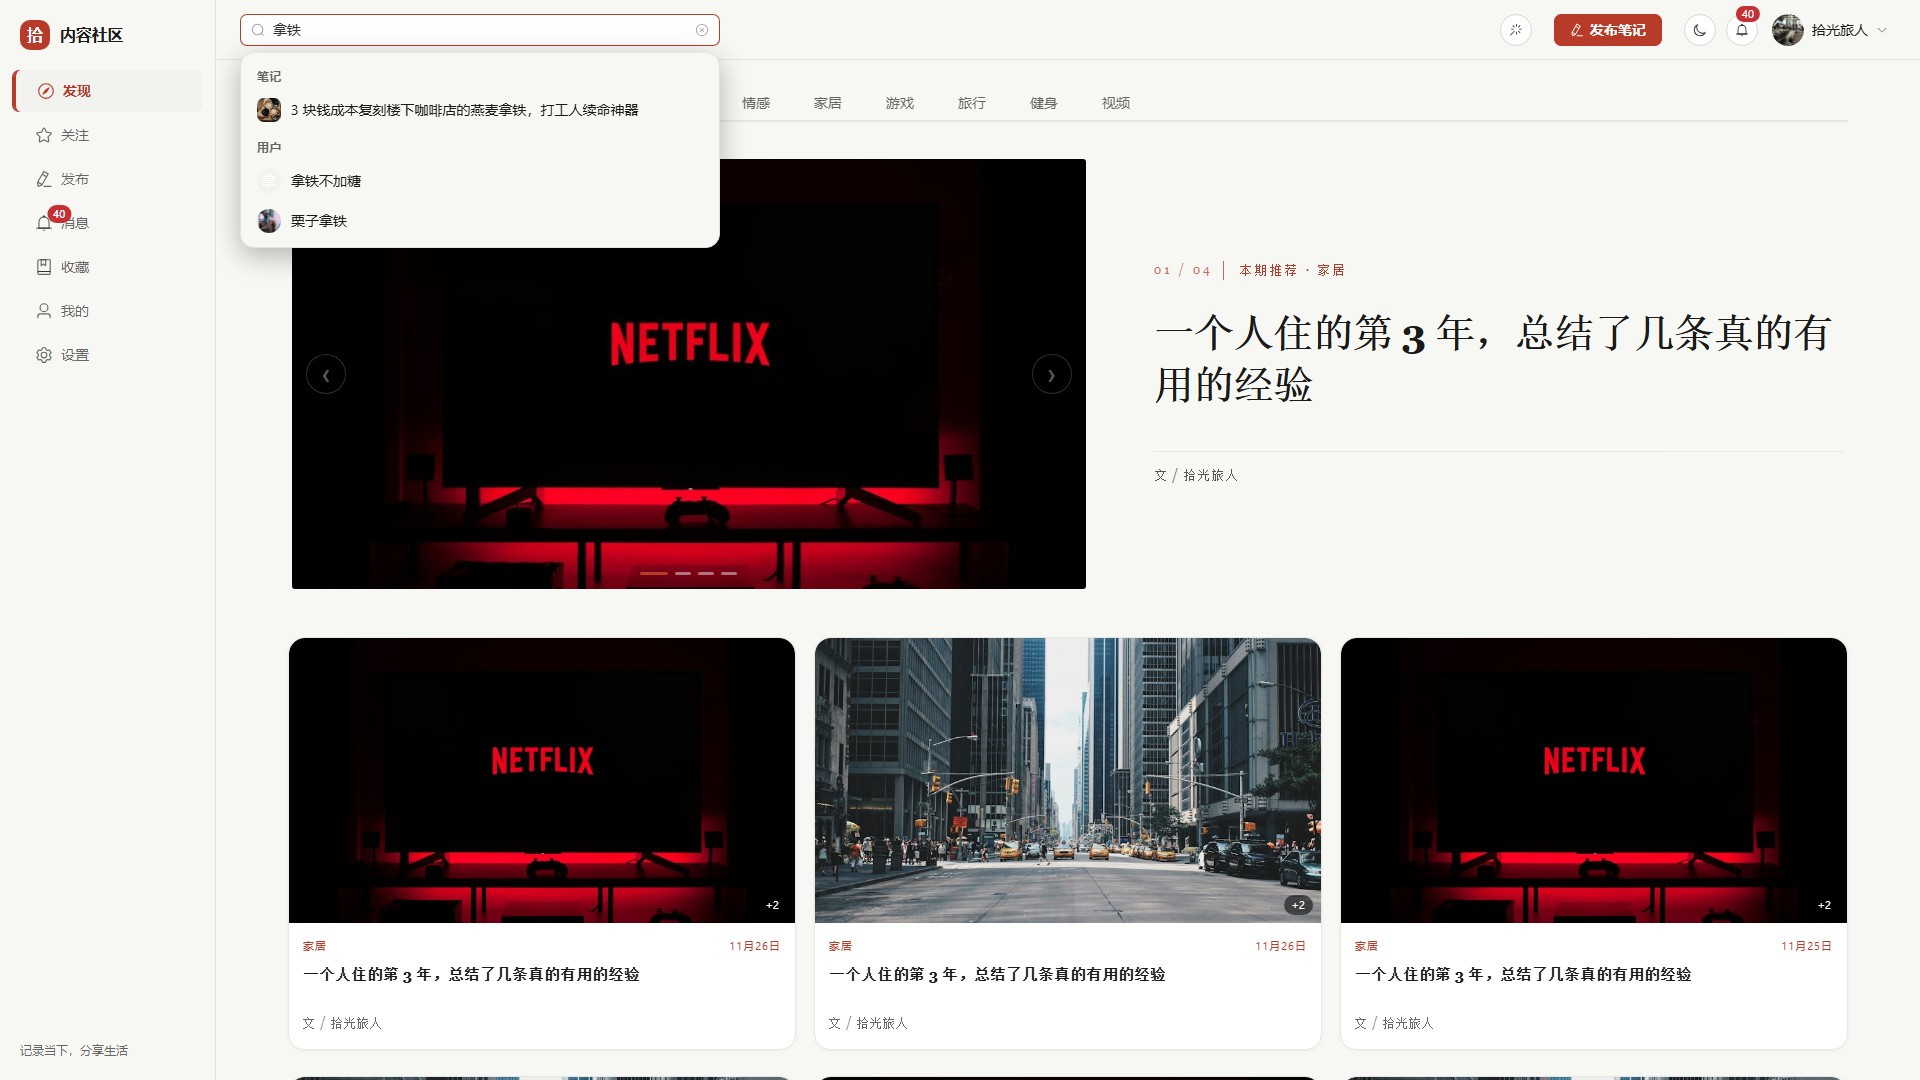 拾 内容社区
发现
关注
发布
40
消息
收藏
我的
设置
记录当下，分享生活
拿铁
发布笔记
40
拾光旅人
笔记
3 块钱成本复刻楼下咖啡店的燕麦拿铁，打工人续命神器
用户
拿 拿铁不加糖
栗子拿铁
情感 家居 游戏 旅行 健身 视频
NETFLIX
01 / 04 本期推荐 · 家居
一个人住的第 3 年，总结了几条真的有
用的经验
文 / 拾光旅人
NETFLIX
+2
家居 11月26日
一个人住的第 3 年，总结了几条真的有用的经验
文 / 拾光旅人
+2
家居 11月26日
一个人住的第 3 年，总结了几条真的有用的经验
文 / 拾光旅人
NETFLIX
+2
家居 11月25日
一个人住的第 3 年，总结了几条真的有用的经验
文 / 拾光旅人